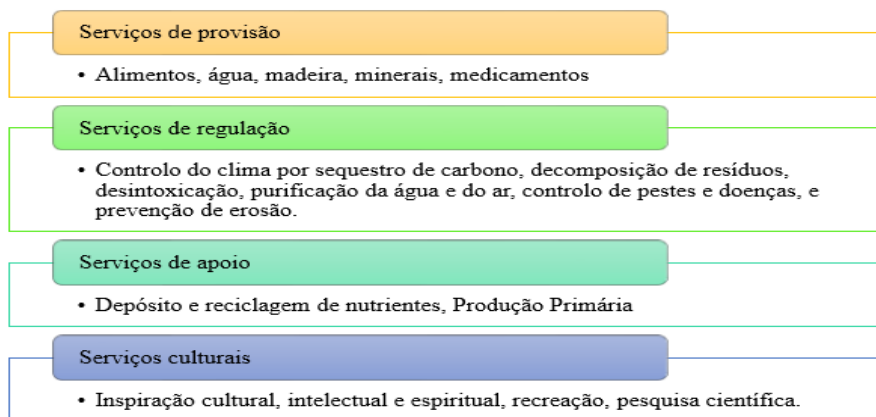 Serviços de provisão
• Alimentos, água, madeira, minerais, medicamentos
Serviços de regulação
• Controlo do clima por sequestro de carbono, decomposição de resíduos,
desintoxicação, purificação da água e do ar, controlo de pestes e doenças, e
prevenção de erosão.
Serviços de apoio
• Depósito e reciclagem de nutrientes, Produção Primária
Serviços culturais
• Inspiração cultural, intelectual e espiritual, recreação, pesquisa científica.